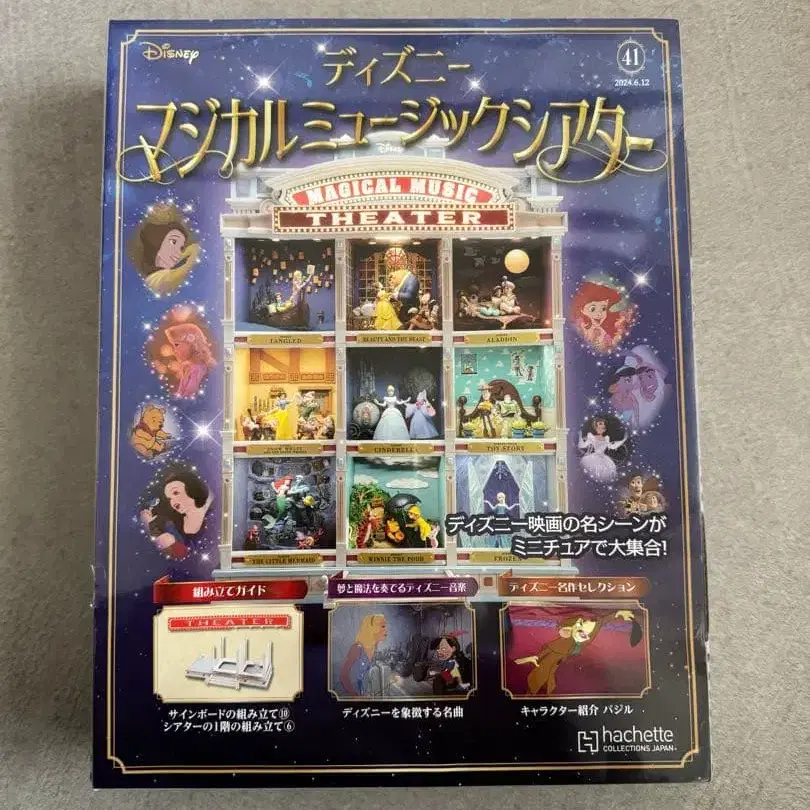 Disney
41
2024.6.12
ディズニー
マジカルミュージックシアター
Disney
MAGICAL MUSIC
THEATER
TANGLED
BEAUTY AND THE BEAST
ALADDIN
SNOW WHITE
CINDERELLA
TOY STORY
THE LITTLE MERMAID
WINNIE THE POOH
FROZEN
ディズニー映画の名シーンが
ミニチュアで大集合!
組み立てガイド
夢と魔法を奏でるディズニー音楽
ディズニー名作セレクション
THEATER
サインボードの組み立て⑩
シアターの1階の組み立て⑥
ディズニーを象徴する名曲
キャラクター紹介 バジル
hachette
COLLECTIONS JAPAN